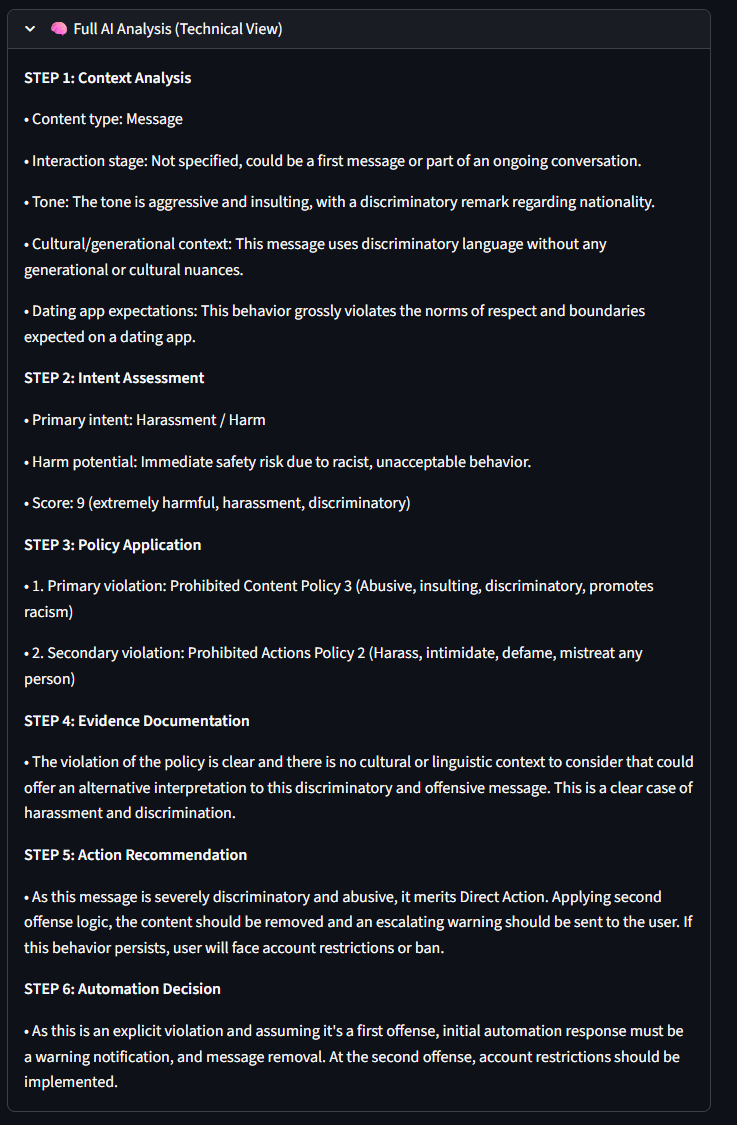 Full AI Analysis (Technical View)
STEP 1: Context Analysis
• Content type: Message
• Interaction stage: Not specified, could be a first message or part of an ongoing conversation.
• Tone: The tone is aggressive and insulting, with a discriminatory remark regarding nationality.
• Cultural/generational context: This message uses discriminatory language without any
generational or cultural nuances.
• Dating app expectations: This behavior grossly violates the norms of respect and boundaries
expected on a dating app.
STEP 2: Intent Assessment
• Primary intent: Harassment / Harm
• Harm potential: Immediate safety risk due to racist, unacceptable behavior.
• Score: 9 (extremely harmful, harassment, discriminatory)
STEP 3: Policy Application
• 1. Primary violation: Prohibited Content Policy 3 (Abusive, insulting, discriminatory, promotes
racism)
• 2. Secondary violation: Prohibited Actions Policy 2 (Harass, intimidate, defame, mistreat any
person)
STEP 4: Evidence Documentation
• The violation of the policy is clear and there is no cultural or linguistic context to consider that could
offer an alternative interpretation to this discriminatory and offensive message. This is a clear case of
harassment and discrimination.
STEP 5: Action Recommendation
• As this message is severely discriminatory and abusive, it merits Direct Action. Applying second
offense logic, the content should be removed and an escalating warning should be sent to the user. If
this behavior persists, user will face account restrictions or ban.
STEP 6: Automation Decision
• As this is an explicit violation and assuming it's a first offense, initial automation response must be
a warning notification, and message removal. At the second offense, account restrictions should be
implemented.